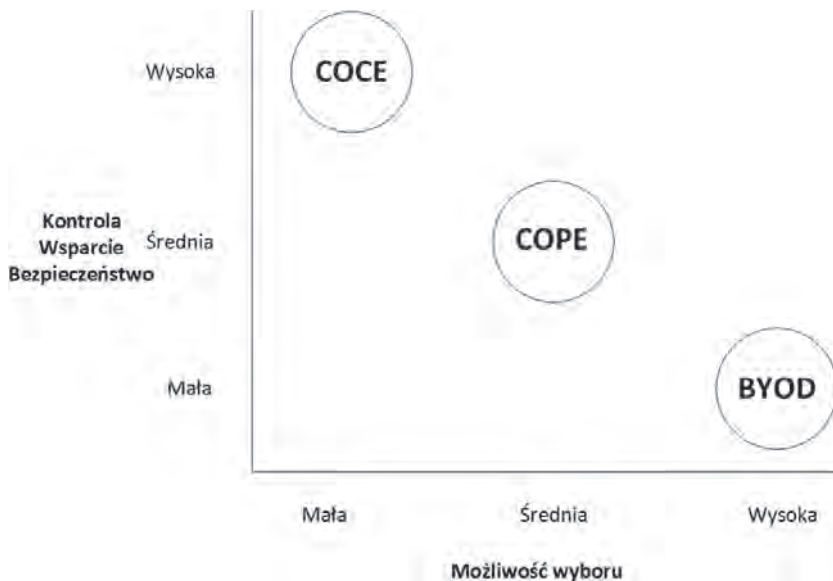 Wysoka
COCE
Kontrola
Wsparcie
Bezpieczeństwo
Średnia
COPE
Mała
BYOD
Mała
Średnia
Wysoka
Możliwość wyboru